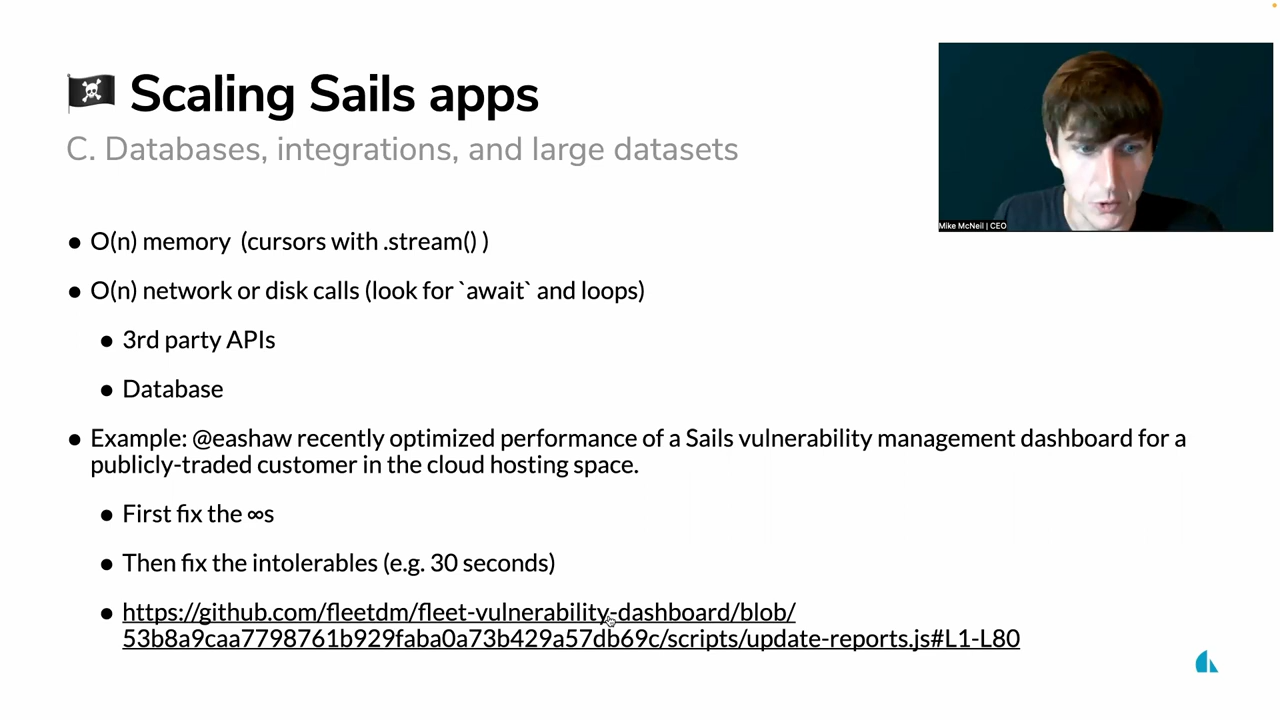 Scaling Sails apps
C. Databases, integrations, and large datasets
Mike McNeil | CEO
● O(n) memory  (cursors with .stream() )
● O(n) network or disk calls (look for `await` and loops)
● 3rd party APIs
● Database
● Example: @eashaw recently optimized performance of a Sails vulnerability management dashboard for a
publicly-traded customer in the cloud hosting space.
● First fix the ∞s
● Then fix the intolerables (e.g. 30 seconds)
● https://github.com/fleetdm/fleet-vulnerability-dashboard/blob/
53b8a9caa7798761b929faba0a73b429a57db69c/scripts/update-reports.js#L1-L80